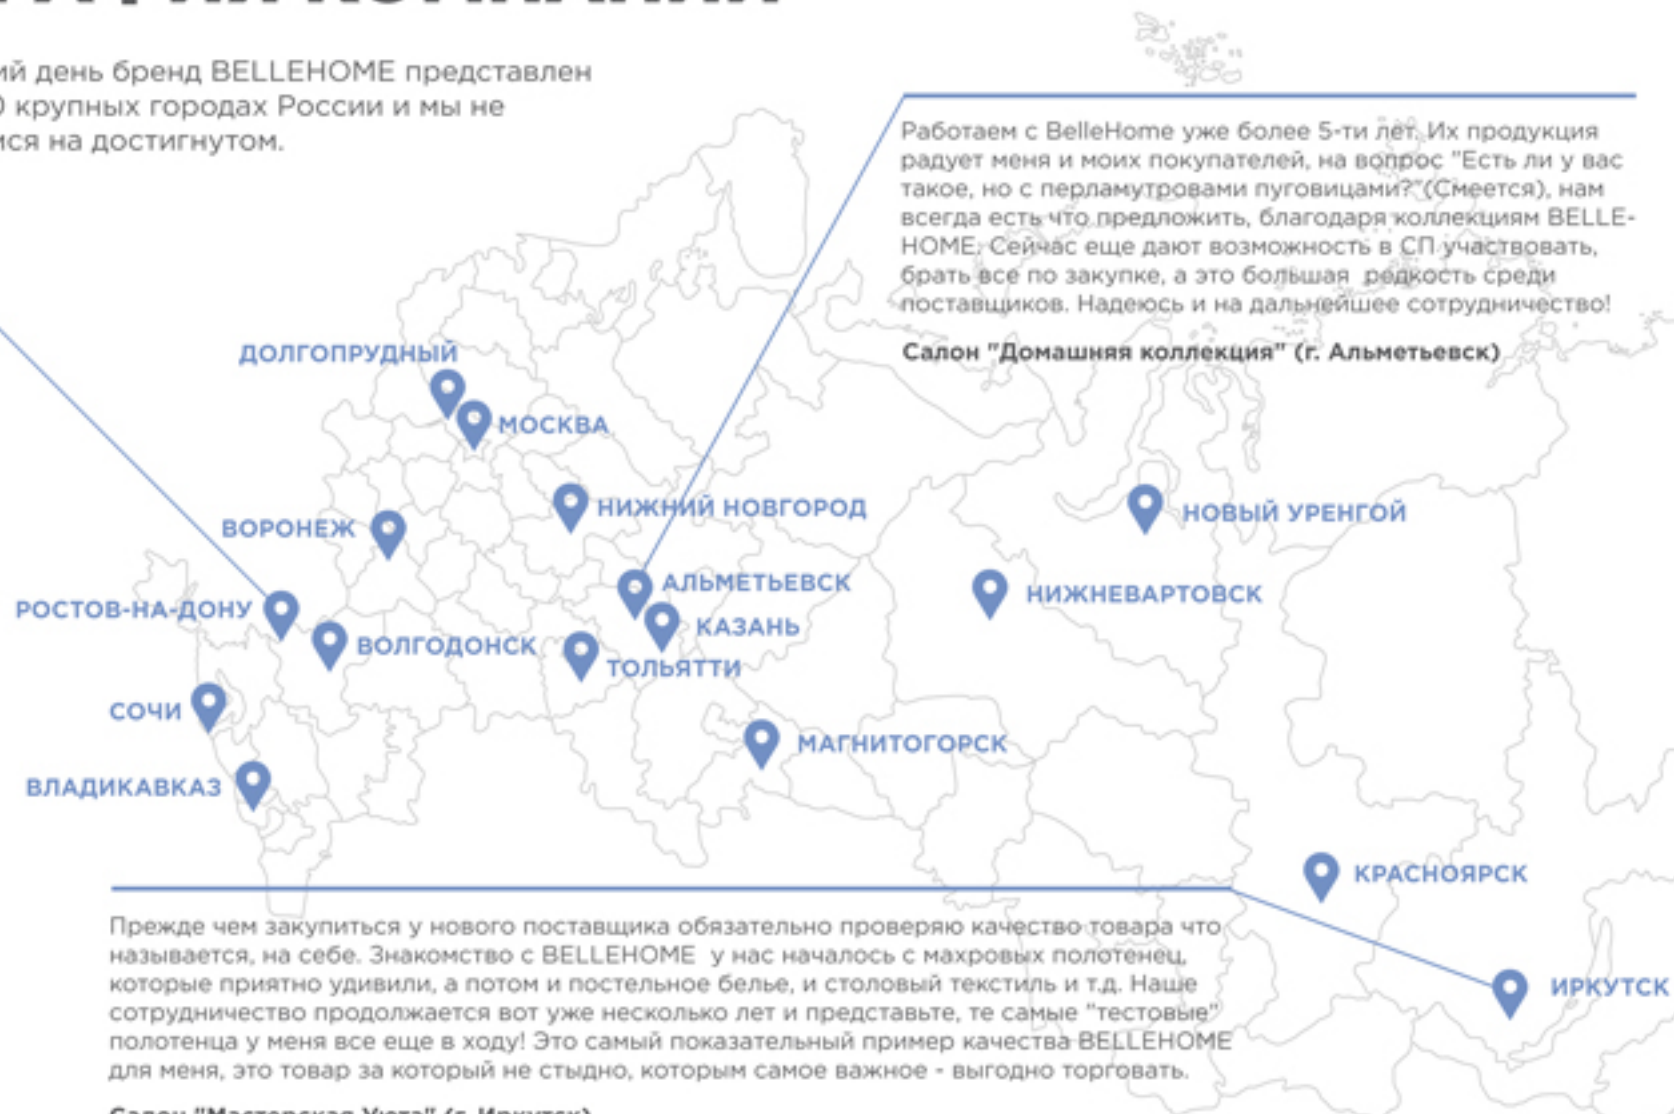 КОМПАНИИ
день бренд BELLEHOME представлен
крупных городах России и мы не
на достигнутом.
Работаем с BelleHome уже более 5-ти лет. Их продукция
радует меня и моих покупателей, на вопрос "Есть ли у вас
такое, но с перламутровами пуговицами?"(Смеется), нам
всегда есть что предложить, благодаря коллекциям BELLE-
HOME. Сейчас еще дают возможность в СП участвовать,
брать все по закупке, а это большая редкость среди
поставщиков. Надеюсь и на дальнейшее сотрудничество!
Салон "Домашняя коллекция" (г. Альметьевск)
ДОЛГОПРУДНЫЙ
МОСКВА
НИЖНИЙ НОВГОРОД
НОВЫЙ УРЕНГОЙ
ВОРОНЕЖ
АЛЬМЕТЬЕВСК
НИЖНЕВАРТОВСК
РОСТОВ-НА-ДОНУ
КАЗАНЬ
ВОЛГОДОНСК
ТОЛЬЯТТИ
СОЧИ
МАГНИТОГОРСК
ВЛАДИКАВКАЗ
КРАСНОЯРСК
ИРКУТСК
Прежде чем закупиться у нового поставщика обязательно проверяю качество товара что
называется, на себе. Знакомство с BELLEHOME у нас началось с махровых полотенец,
которые приятно удивили, а потом и постельное белье, и столовый текстиль и т.д. Наше
сотрудничество продолжается вот уже несколько лет и представьте, те самые "тестовые"
полотенца у меня все еще в ходу! Это самый показательный пример качества BELLEHOME
для меня, это товар за который не стыдно, которым самое важное - выгодно торговать.
Салон "Мастерская Уюта" (г. Иркутск)